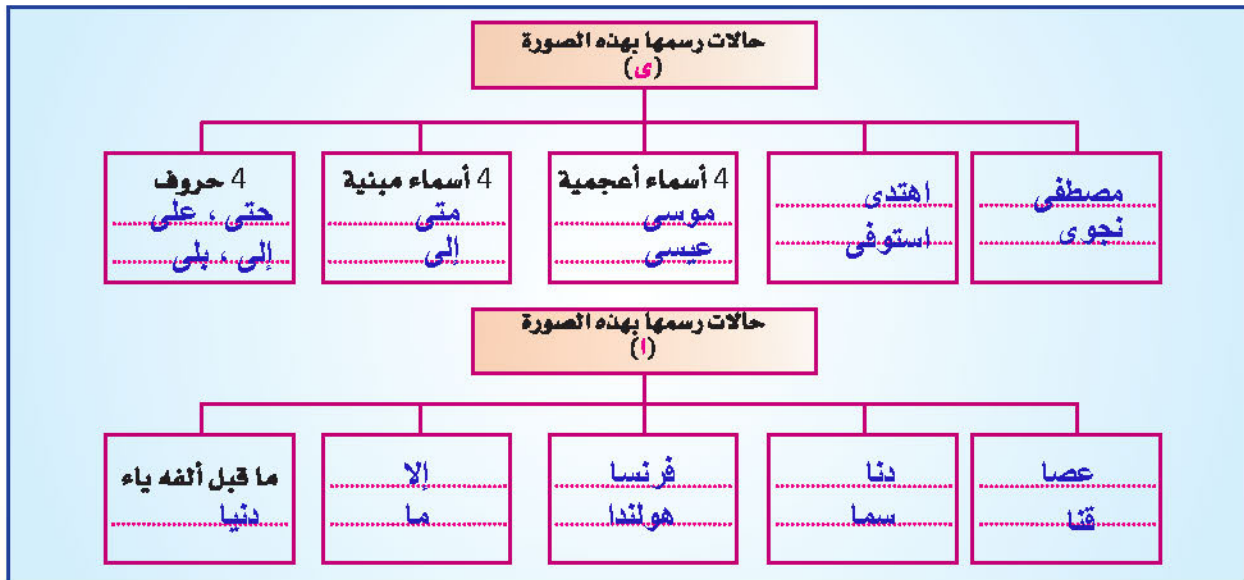 حالات رسمها بهذه الصورة
(ى)
مصطفى
نجوى
اهتدى
استوفى
4 أسماء أعجمية
موسى
عيسى
4 أسماء مبنية
متى
إلى
4 حروف
حتى ، على
إلى ، بلى
حالات رسمها بهذه الصورة
(ا)
عصا
قنا
دنا
سما
فرنسا
هولندا
إلا
ما
ما قبل ألفه ياء
دنيا